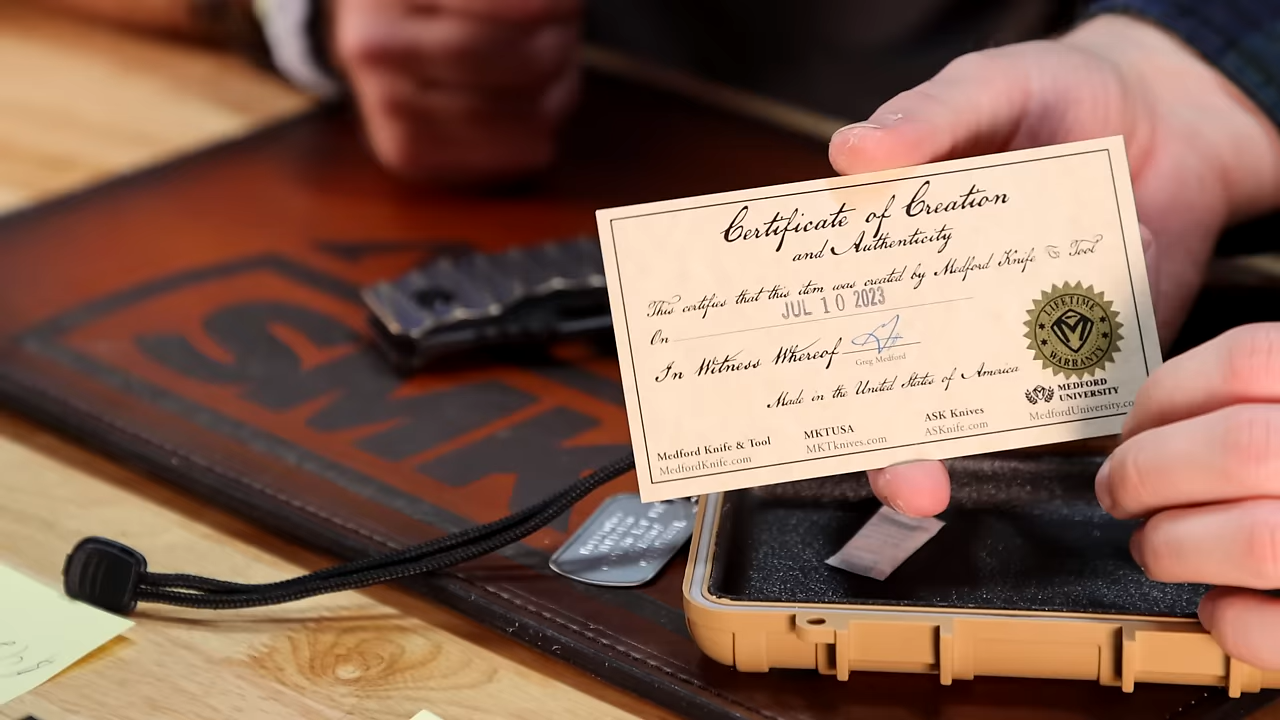 Certificate of Creation
and Authenticity
This certifies that this item was created by Medford Knife & Tool
On JUL 10 2023
In Witness Whereof
Greg Medford
Made in the United States of America
LIFETIME
WARRANTY
MEDFORD
UNIVERSITY
MedfordUniversity.co
ASK Knives
ASKnife.com
MKTUSA
MKTknives.com
Medford Knife & Tool
MedfordKnife.com
SMK